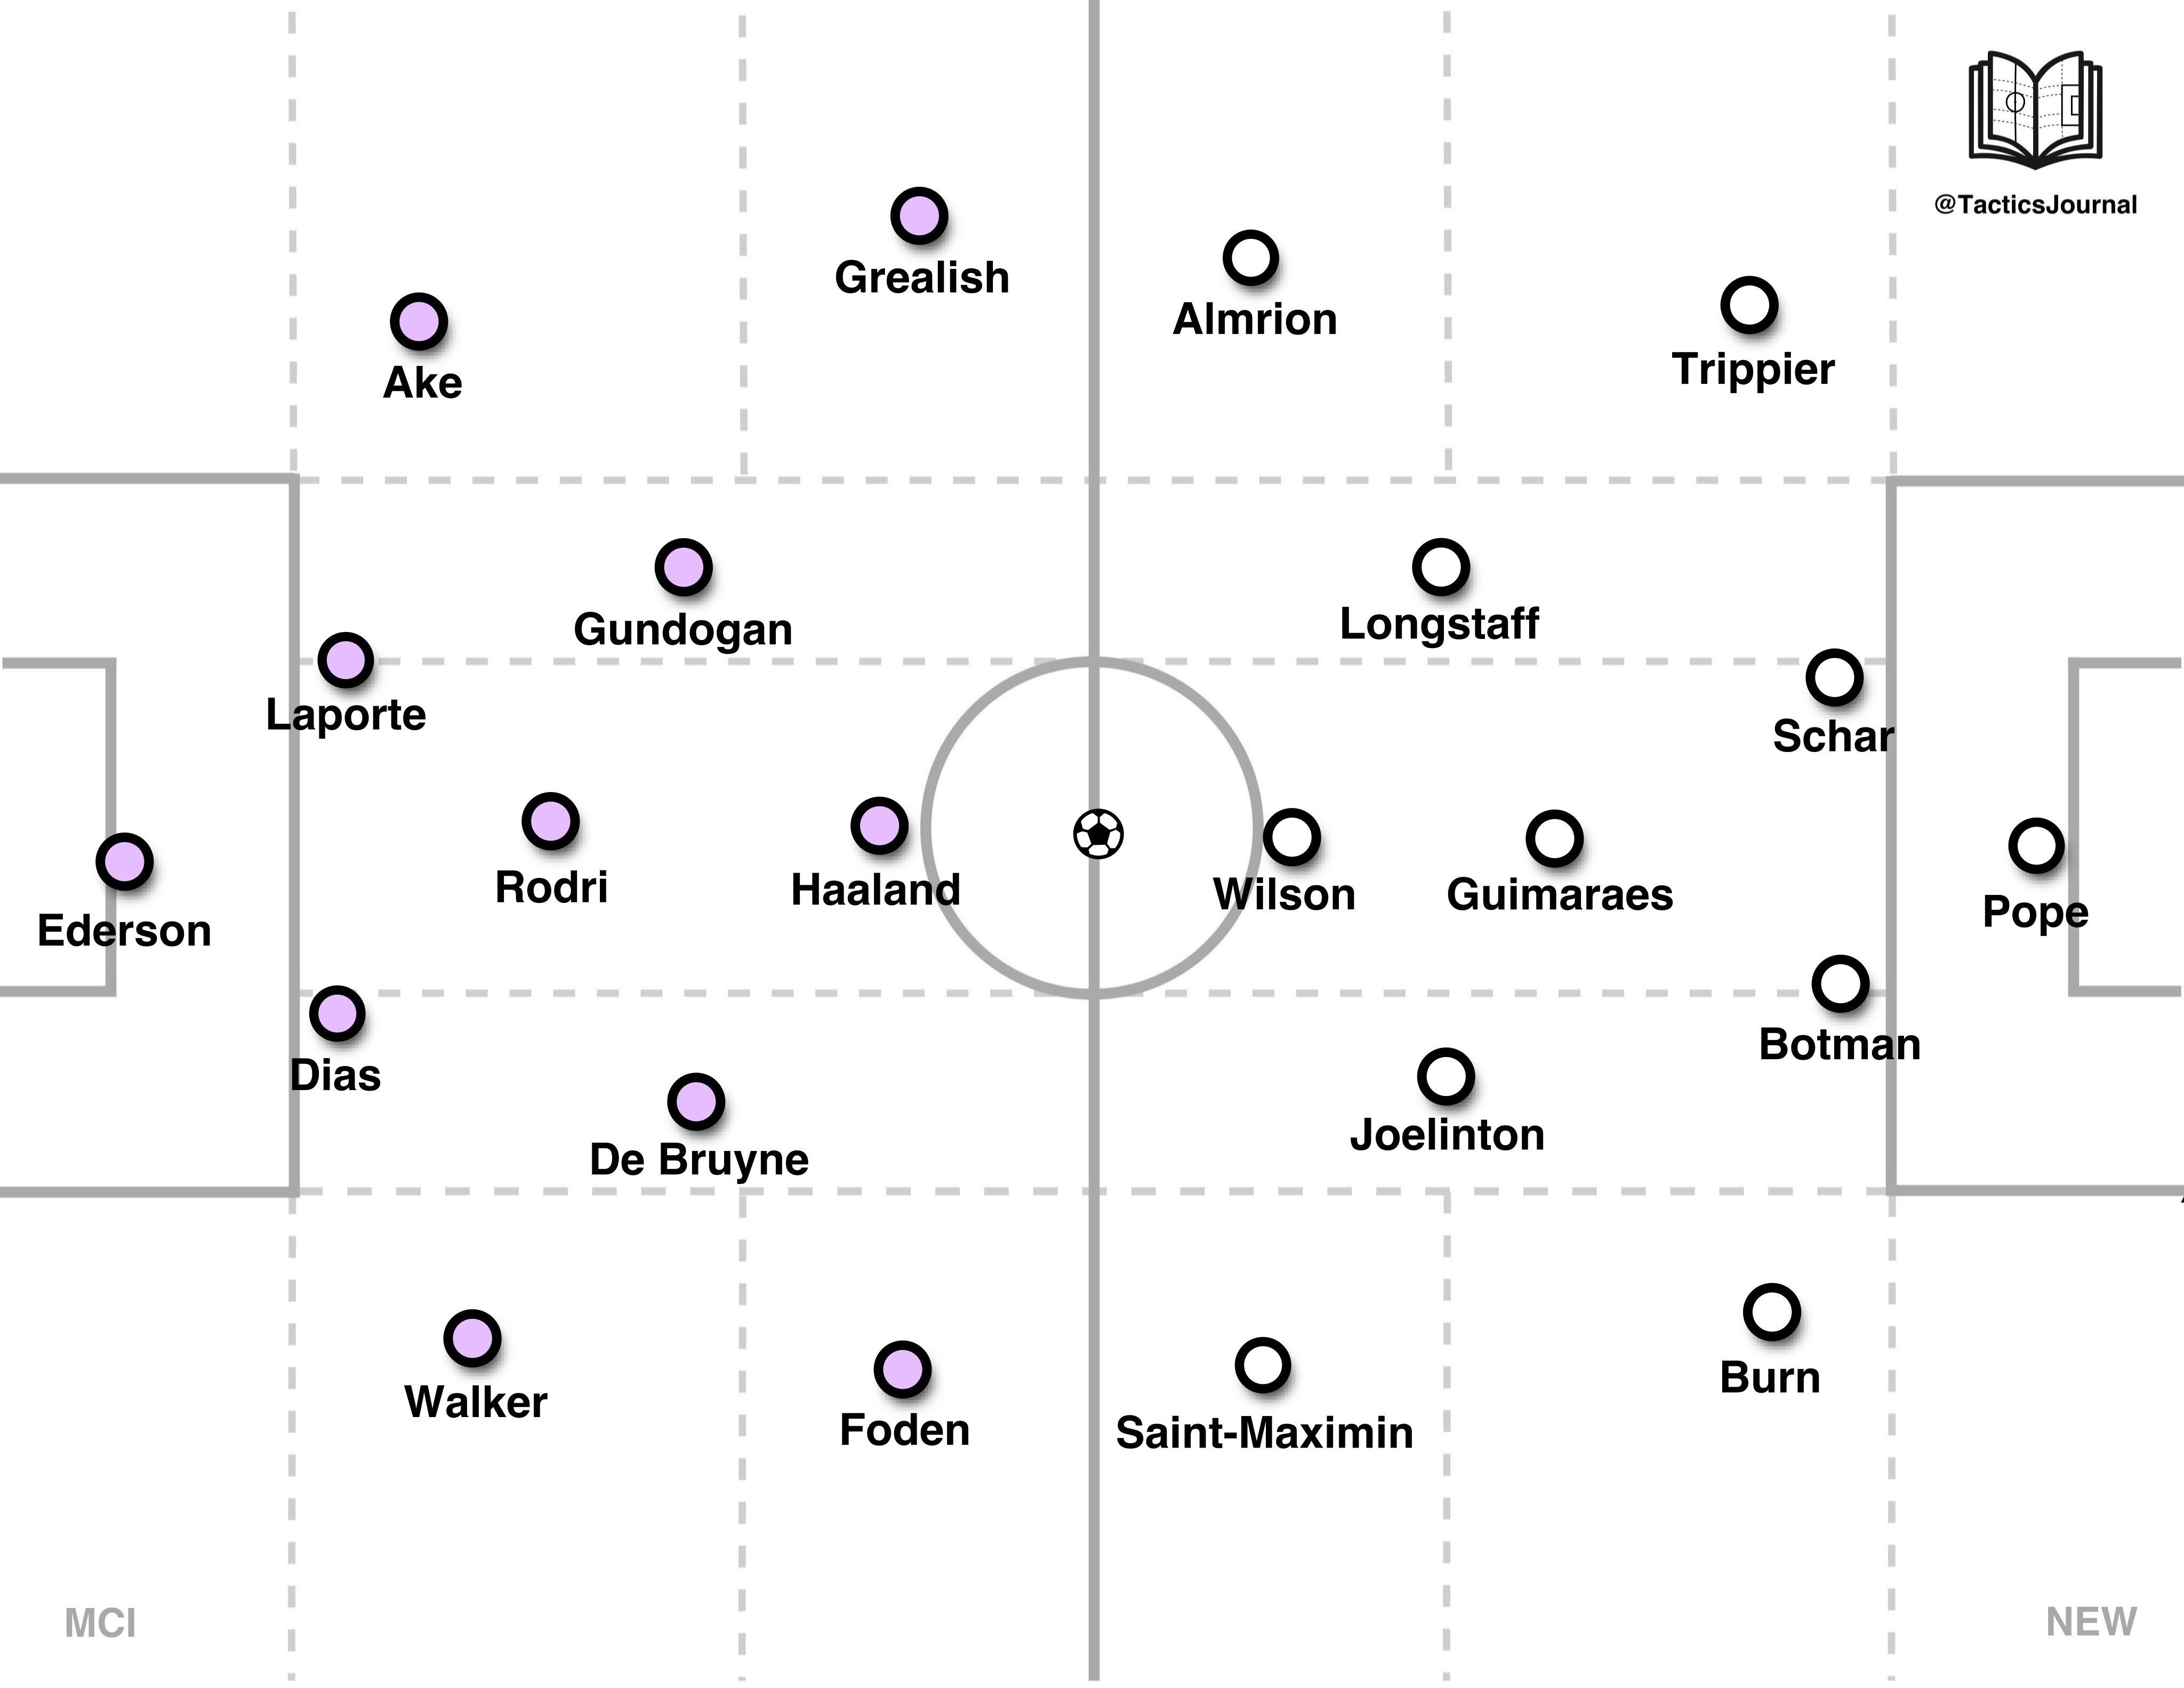 @TacticsJournal
Grealish
Almrion
Trippier
Ake
Gundogan
Longstaff
Laporte
Schar
Rodri
Haaland
Wilson
Guimaraes
Pope
Ederson
Dias
Botman
De Bruyne
Joelinton
Walker
Foden
Saint-Maximin
Burn
MCI
NEW